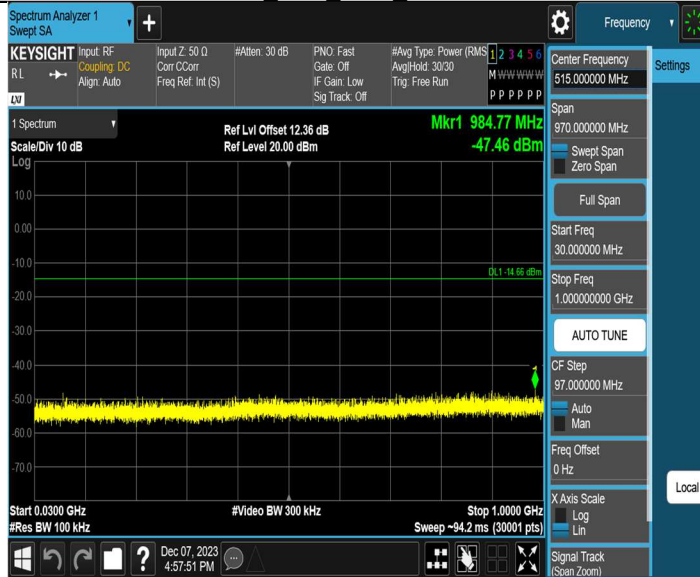 Spectrum Analyzer 1
Swept SA
Frequency
Settings
KEYSIGHT
RL
LXI
Input: RF
Coupling: DC
Align: Auto
Input Z: 50 Ω
Corr CCorr
Freq Ref: Int (S)
#Atten: 30 dB
PNO: Fast
Gate: Off
IF Gain: Low
Sig Track: Off
#Avg Type: Power (RMS
Avg|Hold: 30/30
Trig: Free Run
1 2 3 4 5 6
M W W W W W
P P P P P P
1 Spectrum
Scale/Div 10 dB
Log
Ref Lvl Offset 12.36 dB
Ref Level 20.00 dBm
Mkr1 984.77 MHz
-47.46 dBm
10.0
0.00
-10.0
DL1 -14.66 dBm
-20.0
-30.0
-40.0
1
-50.0
-60.0
-70.0
Start 0.0300 GHz
#Res BW 100 kHz
#Video BW 300 kHz
Stop 1.0000 GHz
Sweep ~94.2 ms (30001 pts)
?
Dec 07, 2023
4:57:51 PM
Center Frequency
515.000000 MHz
Span
970.000000 MHz
Swept Span
Zero Span
Full Span
Start Freq
30.000000 MHz
Stop Freq
1.000000000 GHz
AUTO TUNE
CF Step
97.000000 MHz
Auto
Man
Freq Offset
0 Hz
X Axis Scale
Log
Lin
Signal Track
(Span Zoom)
Local